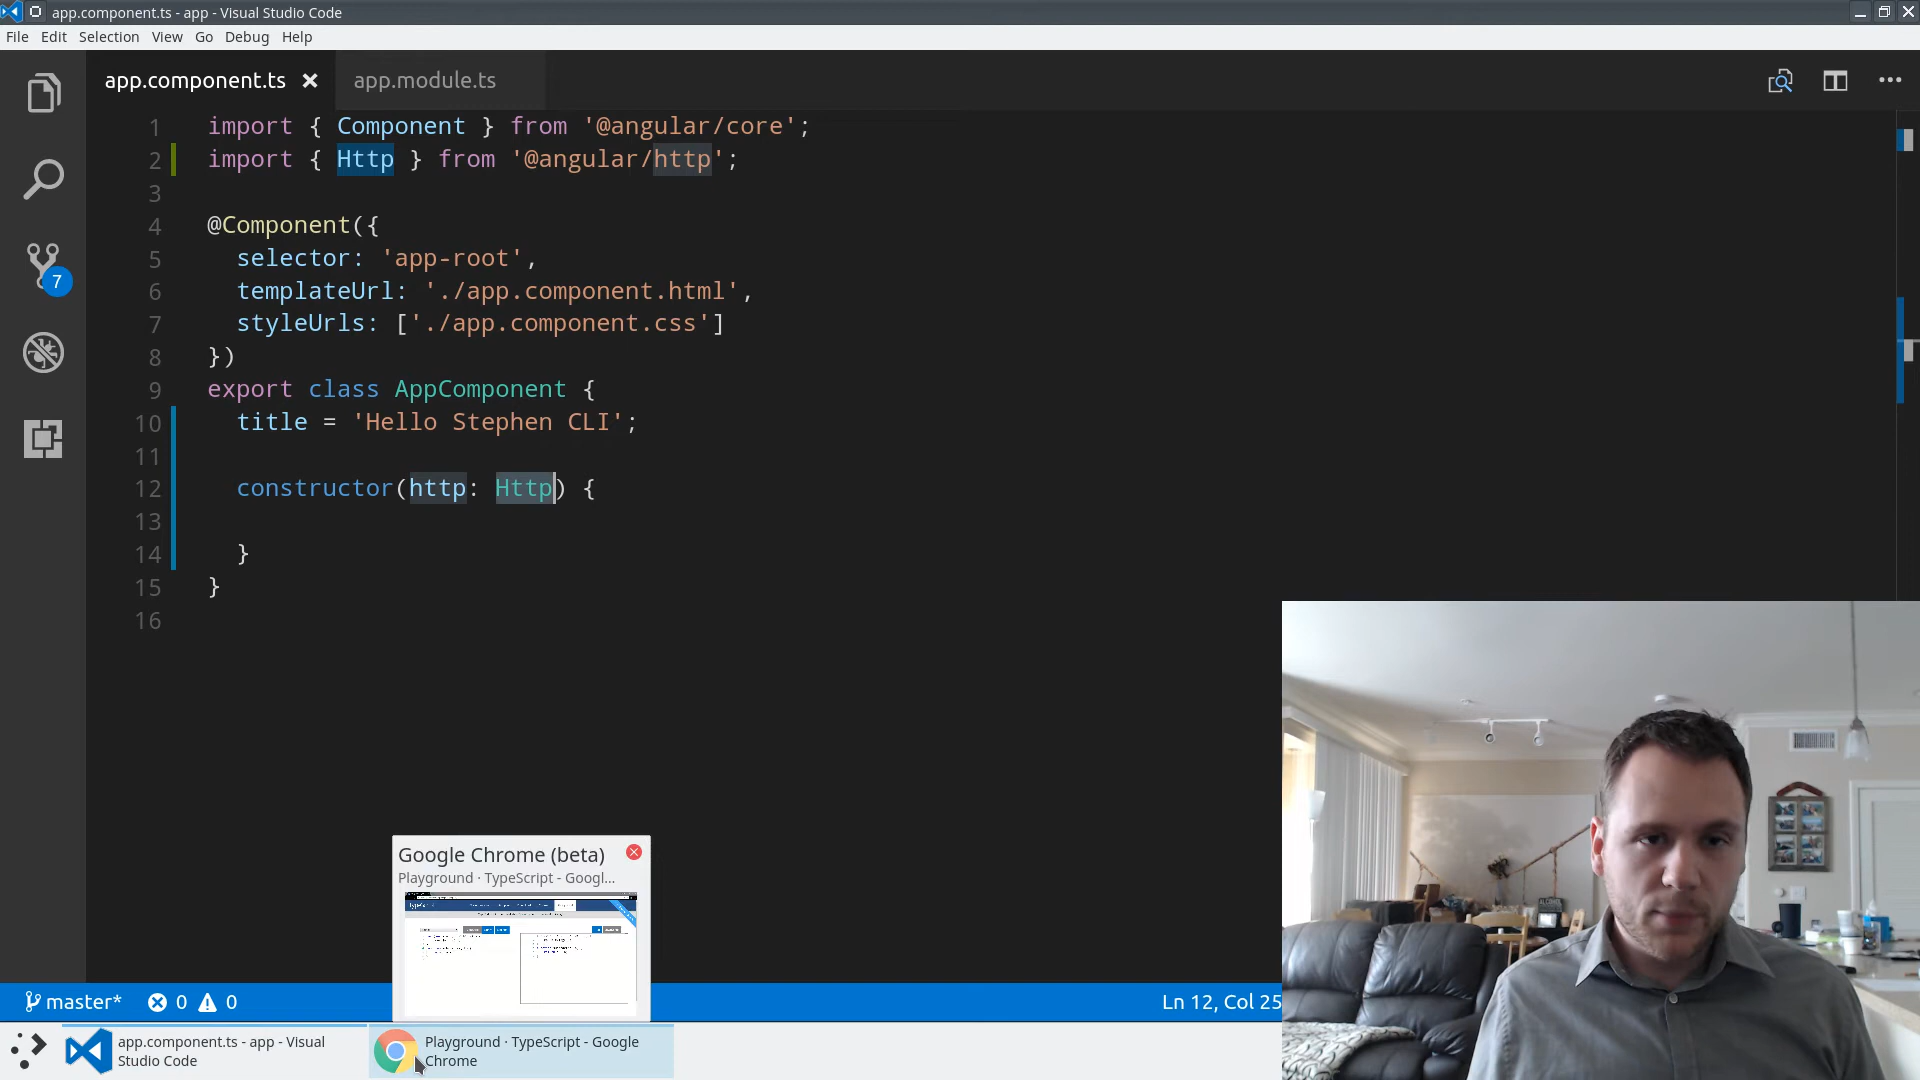 app.component.ts - app - Visual Studio Code
File Edit Selection View Go Debug Help
app.component.ts app.module.ts
1 import { Component } from '@angular/core';
2 import { Http } from '@angular/http';
3
4 @Component({
5 selector: 'app-root',
6 templateUrl: './app.component.html',
7 styleUrls: ['./app.component.css']
8 })
9 export class AppComponent {
10 title = 'Hello Stephen CLI';
11
12 constructor(http: Http) {
13
14 }
15 }
16
7
Google Chrome (beta)
Playground · TypeScript - Googl...
master* 0 0
Ln 12, Col 25
app.component.ts - app - Visual
Studio Code
Playground · TypeScript - Google
Chrome